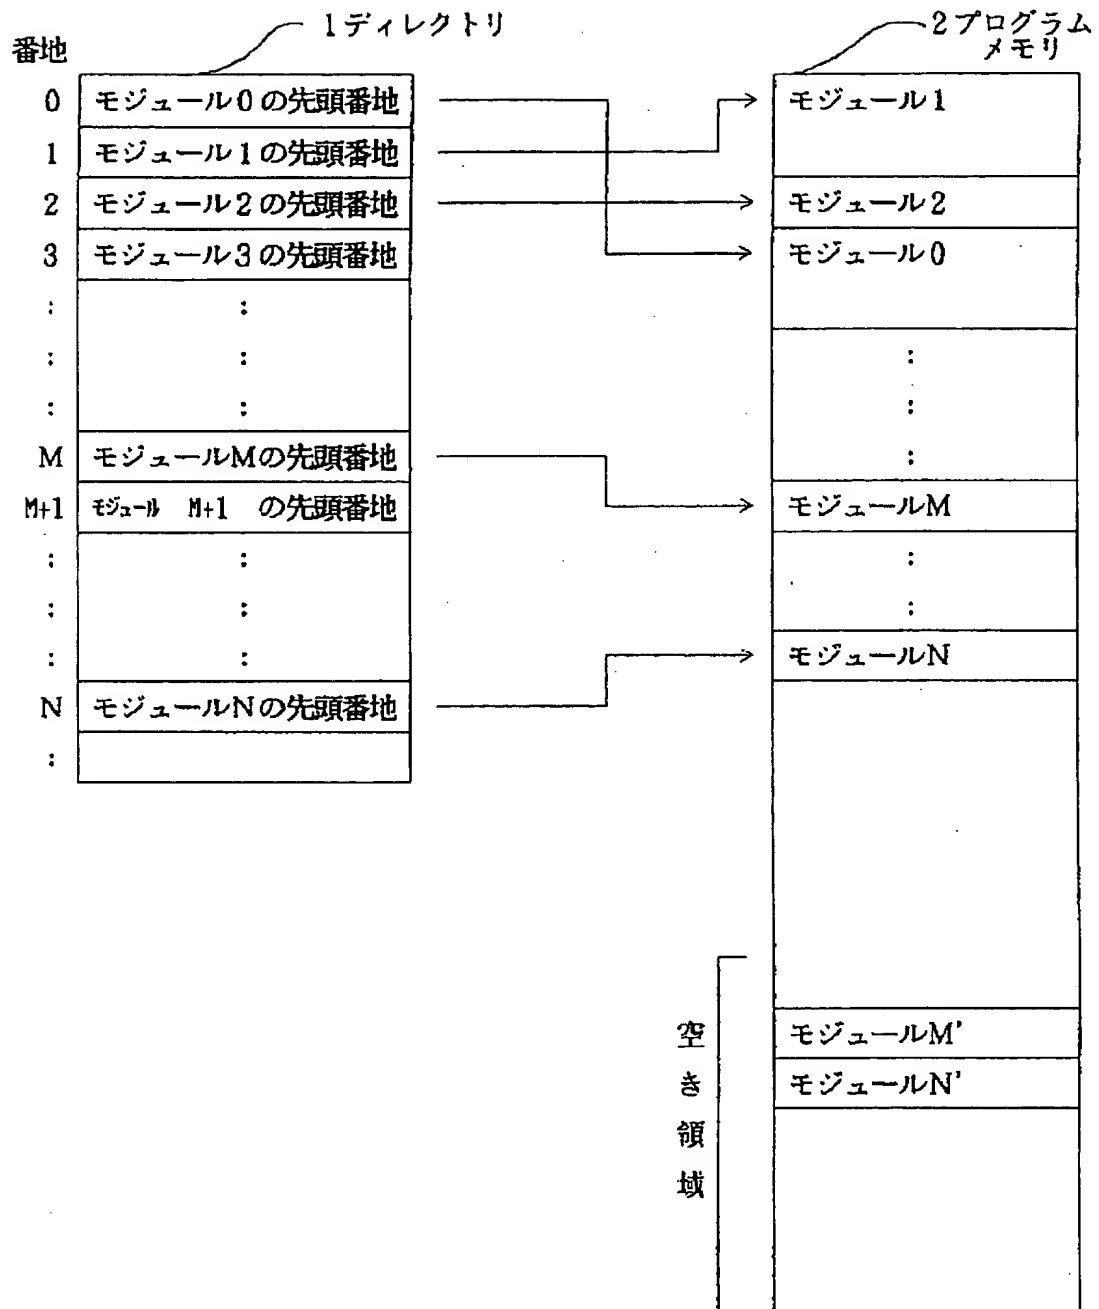 1ディレクトリ
番地
0 モジュール0の先頭番地
1 モジュール1の先頭番地
2 モジュール2の先頭番地
3 モジュール3の先頭番地
: :
: :
: :
M モジュールMの先頭番地
M+1 モジュール M+1 の先頭番地
: :
: :
: :
N モジュールNの先頭番地
:
2プログラム
メモリ
モジュール1
モジュール2
モジュール0
:
:
:
モジュールM
:
:
モジュールN
空き領域
モジュールM'
モジュールN'